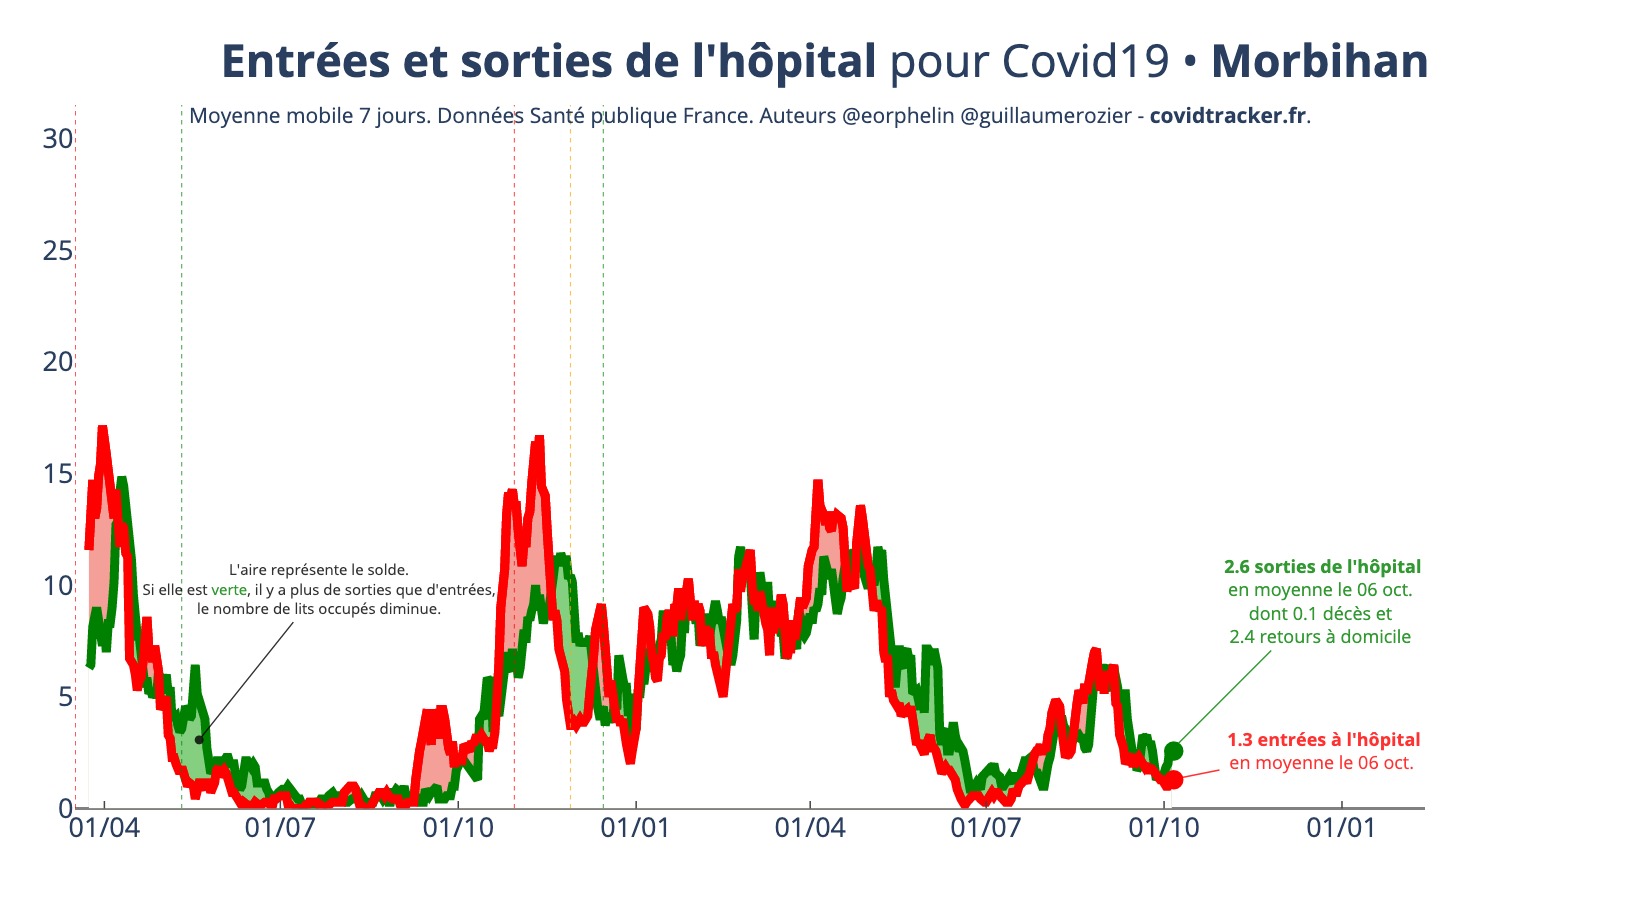 Entrées et sorties de l'hôpital pour Covid19 • Morbihan
Moyenne mobile 7 jours. Données Santé publique France. Auteurs @eorphelin @guillaumerozier - covidtracker.fr.
30
25
20
15
10
5
0
L'aire représente le solde.
Si elle est verte, il y a plus de sorties que d'entrées,
le nombre de lits occupés diminue.
2.6 sorties de l'hôpital
en moyenne le 06 oct.
dont 0.1 décès et
2.4 retours à domicile
1.3 entrées à l'hôpital
en moyenne le 06 oct.
01/04 01/07 01/10 01/01 01/04 01/07 01/10 01/01